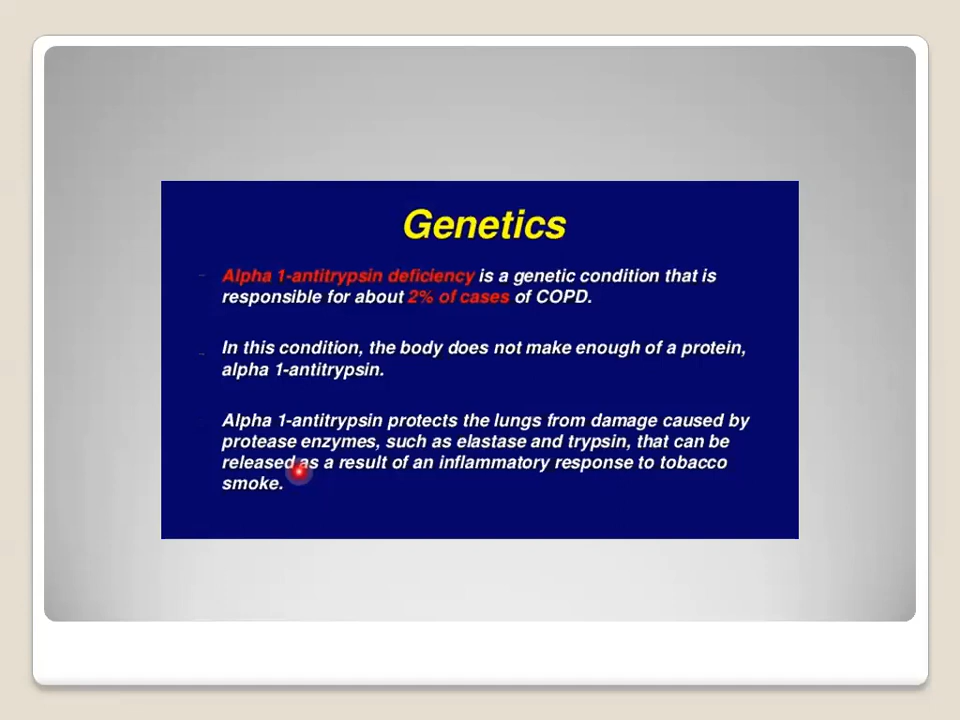 Genetics
Alpha 1-antitrypsin deficiency is a genetic condition that is
responsible for about 2% of cases of COPD.
In this condition, the body does not make enough of a protein,
alpha 1-antitrypsin.
Alpha 1-antitrypsin protects the lungs from damage caused by
protease enzymes, such as elastase and trypsin, that can be
released as a result of an inflammatory response to tobacco
smoke.